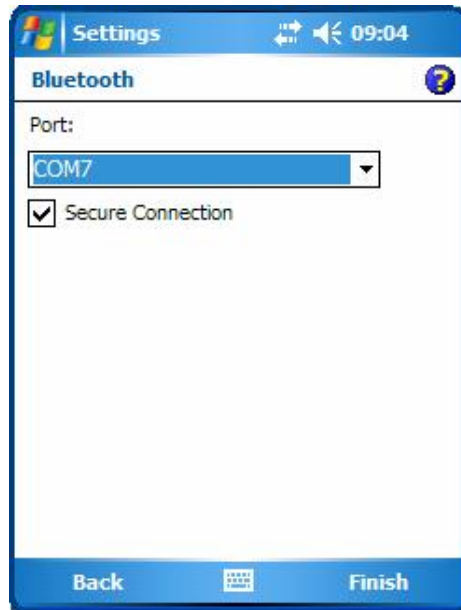 Settings 09:04
Bluetooth ?
Port:
COM7
Secure Connection
Back Finish